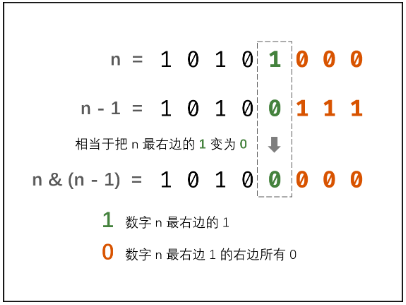 n = 1 0 1 0 1 0 0 0
n - 1 = 1 0 1 0 0 1 1 1
相当于把 n 最右边的 1 变为 0
n & (n - 1) = 1 0 1 0 0 0 0 0
1 数字 n 最右边的 1
0 数字 n 最右边 1 的右边所有 0